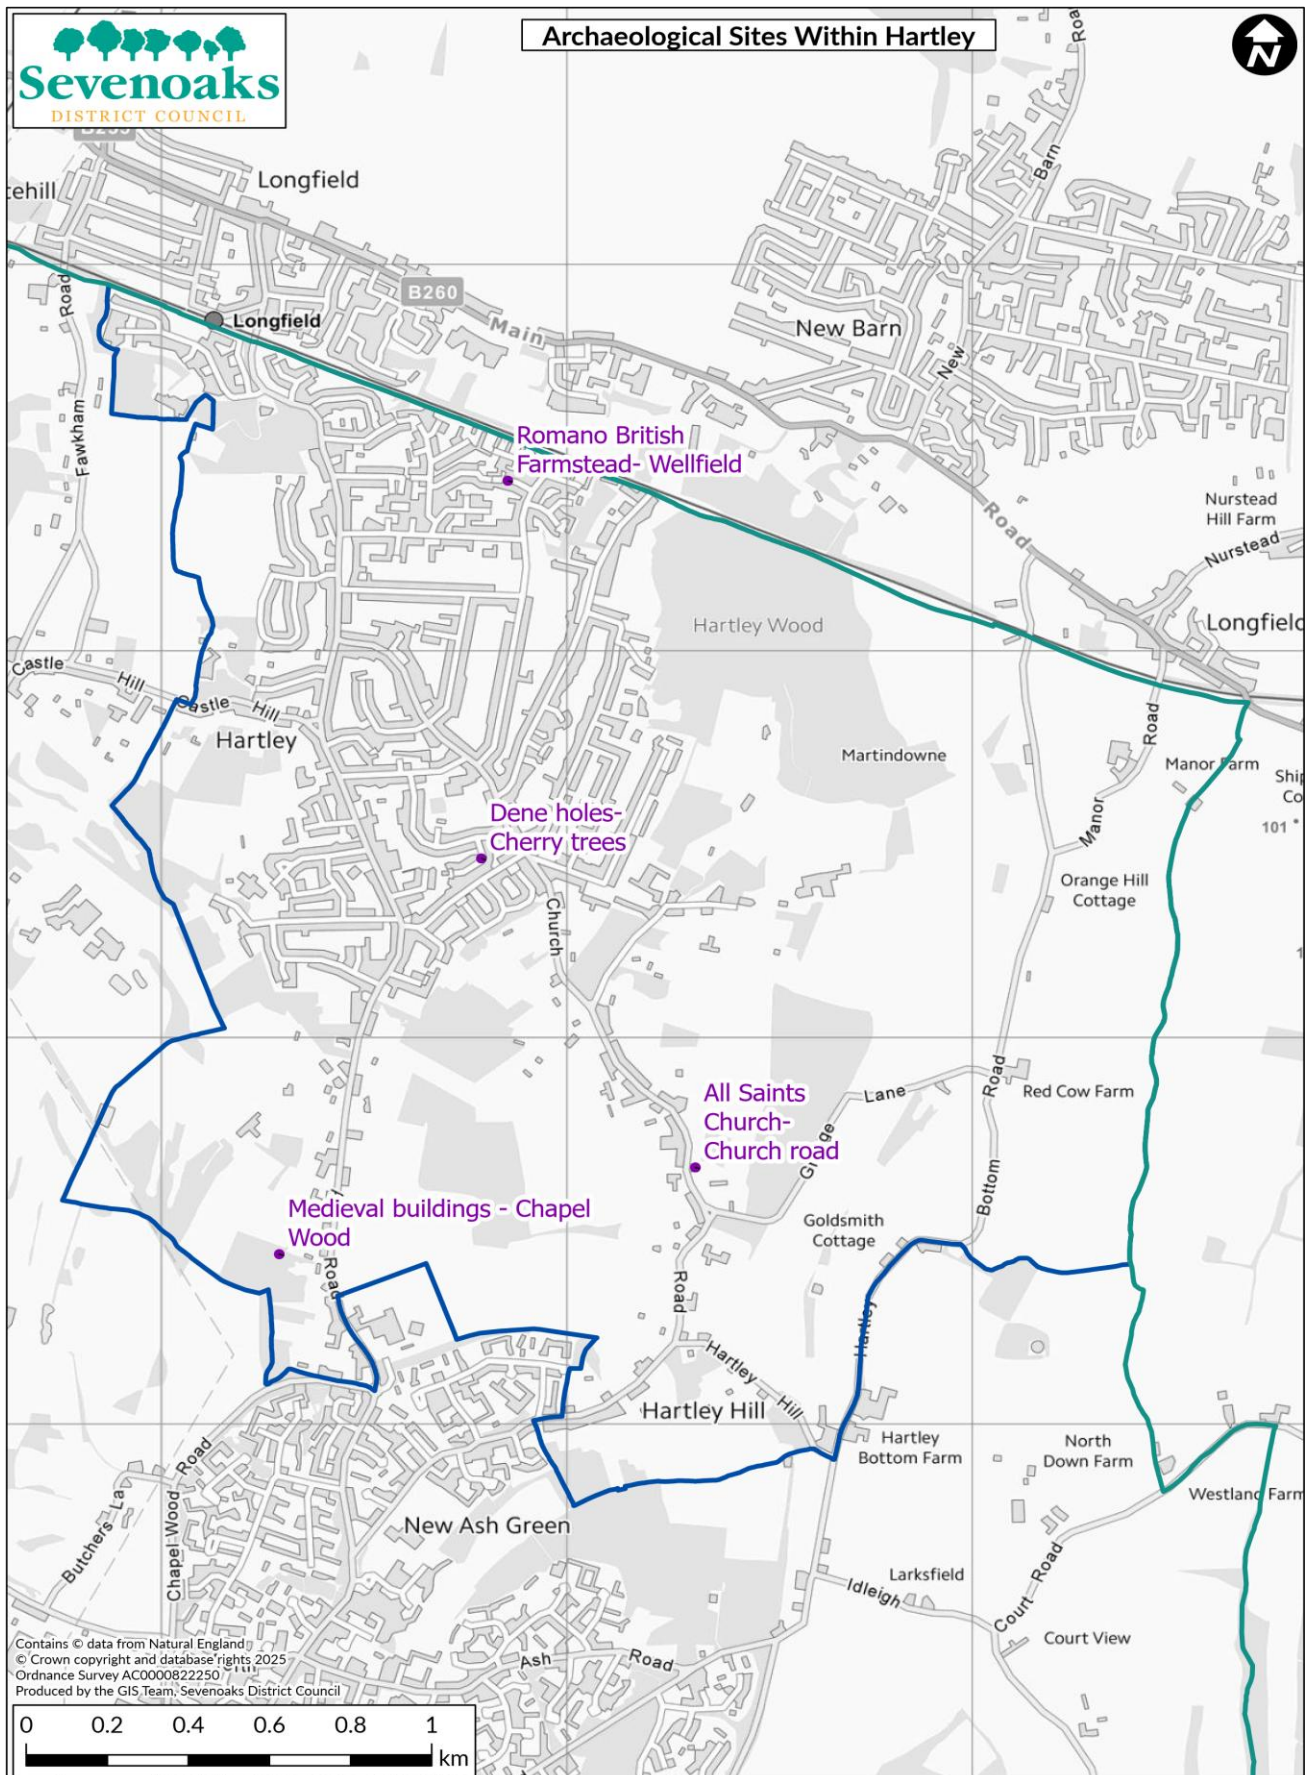 Archaeological Sites Within Hartley
N
Sevenoaks
DISTRICT COUNCIL
Longfield
Road
Barn
B260
Road
Longfield
Main
New Barn
New
Fawkham
Romano British
Farmstead- Wellfield
Nurstead
Hill Farm
Road
Nurstead
Hartley Wood
Longfield
Castle
Hill
Castle
Hill
Hartley
Road
Martindowne
Manor Farm
Dene holes-
Cherry trees
Manor
101
Orange Hill
Cottage
Church
Road
All Saints
Church-
Church road
Lane
Red Cow Farm
Bottom
Medieval buildings - Chapel
Wood
Goldsmith
Cottage
Road
Road
Hartley
Hartley
Hill
Hartley Hill
Hartley
Bottom Farm
North
Down Farm
Road
Westland Farm
Butchers La
Chapel Wood
New Ash Green
Larksfield
Idleigh
Court Road
Court View
Ash
Road
Contains © data from Natural England
© Crown copyright and database rights 2025
Ordnance Survey AC0000822250
Produced by the GIS Team, Sevenoaks District Council
0 0.2 0.4 0.6 0.8 1
km